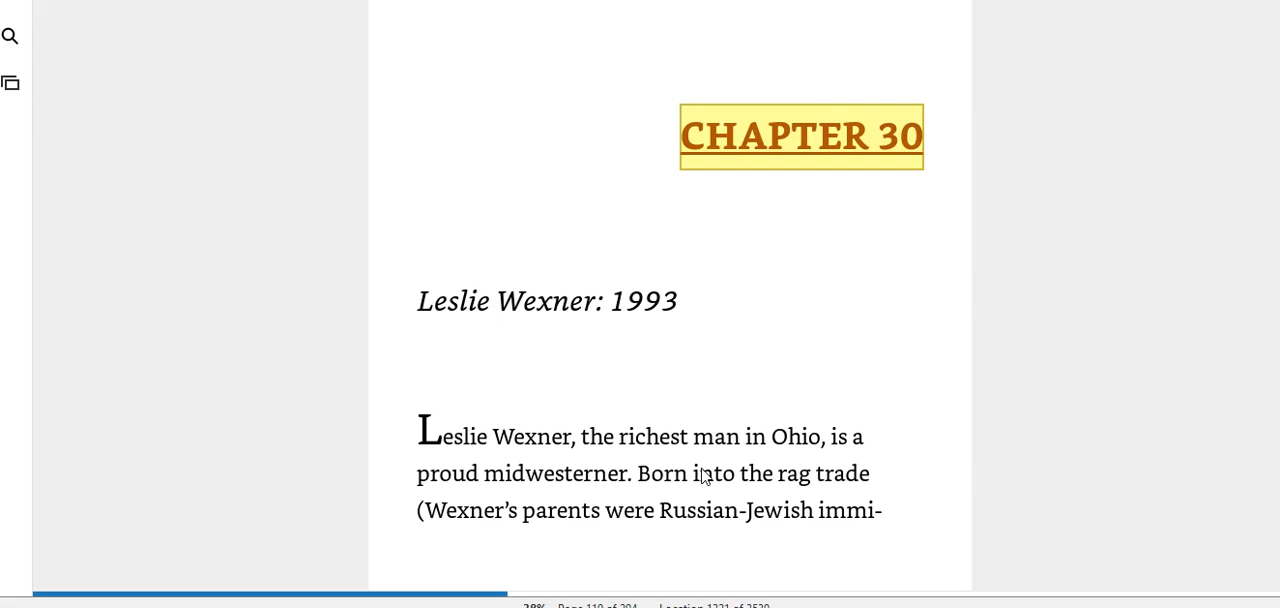 CHAPTER 30
Leslie Wexner: 1993
Leslie Wexner, the richest man in Ohio, is a
proud midwesterner. Born into the rag trade
(Wexner’s parents were Russian-Jewish immi-